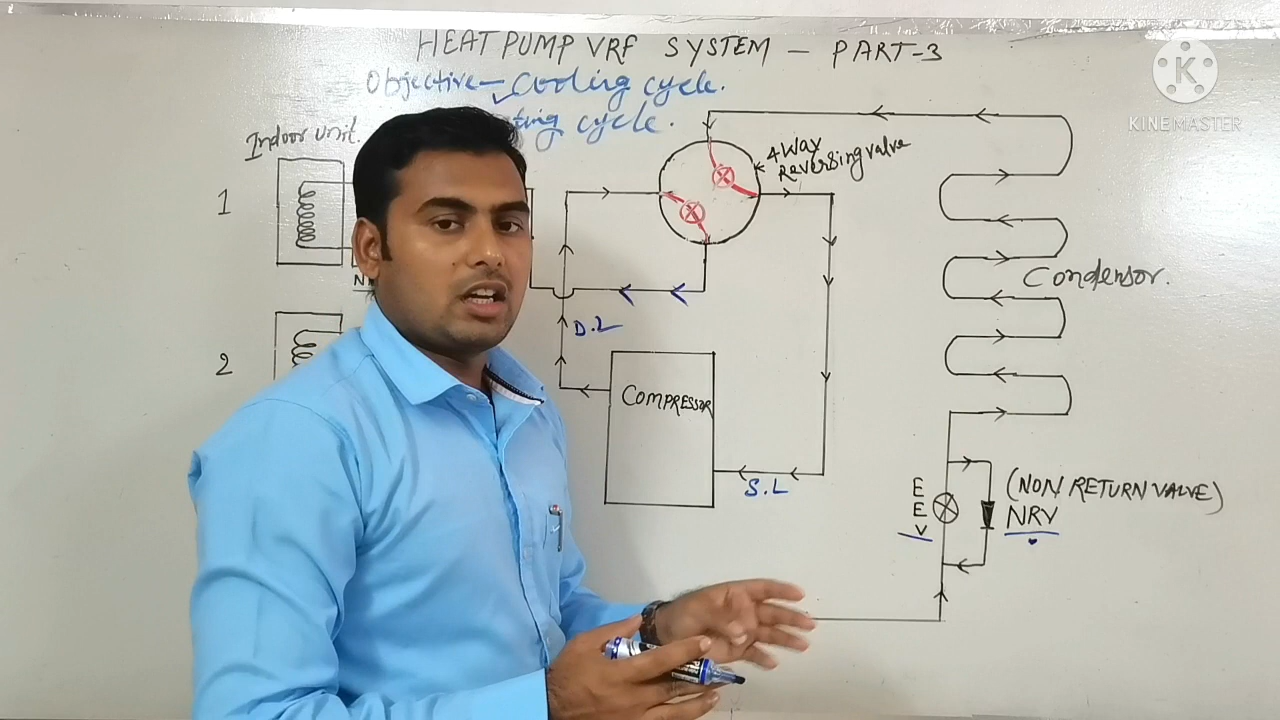 HEAT PUMP VRF SYSTEM - PART-3
Objective - Cooling cycle.
cycle.
Indoor unit.
4 Way
Reversing valve
1
Condensor.
D.L
2
COMPRESSOR
S.L
E
E
V
(NON RETURN VALVE)
NRV
K
KINEMASTER